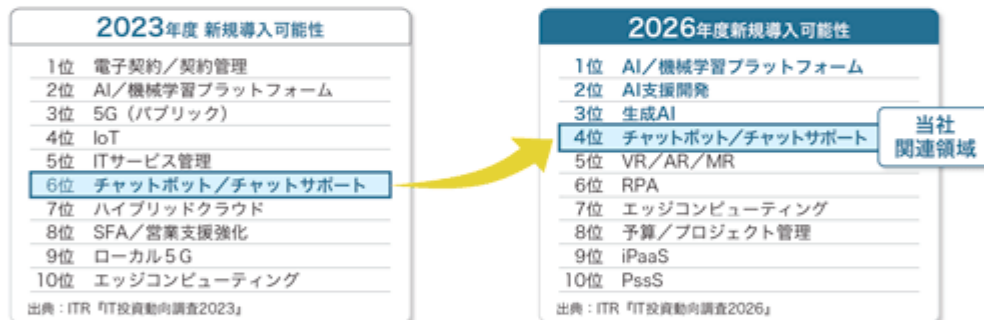 2023年度 新規導入可能性
1位 電子契約／契約管理
2位 AI／機械学習プラットフォーム
3位 5G（パブリック）
4位 IoT
5位 ITサービス管理
6位 チャットボット／チャットサポート
7位 ハイブリッドクラウド
8位 SFA／営業支援強化
9位 ローカル５G
10位 エッジコンピューティング
出典：ITR『IT投資動向調査2023』
2026年度新規導入可能性
1位 AI／機械学習プラットフォーム
2位 AI支援開発
3位 生成AI
4位 チャットボット／チャットサポート
5位 VR／AR／MR
6位 RPA
7位 エッジコンピューティング
8位 予算／プロジェクト管理
9位 iPaaS
10位 PssS
出典：ITR『IT投資動向調査2026』
当社
関連領域